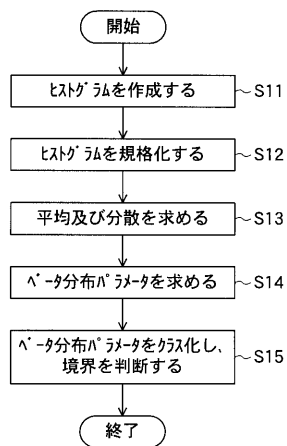 開始
ﾋｽﾄｸﾞﾗﾑを作成する
S11
ﾋｽﾄｸﾞﾗﾑを規格化する
S12
平均及び分散を求める
S13
ﾍﾞｰﾀ分布ﾊﾟﾗﾒｰﾀを求める
S14
ﾍﾞｰﾀ分布ﾊﾟﾗﾒｰﾀをｸﾗｽ化し、
境界を判断する
S15
終了